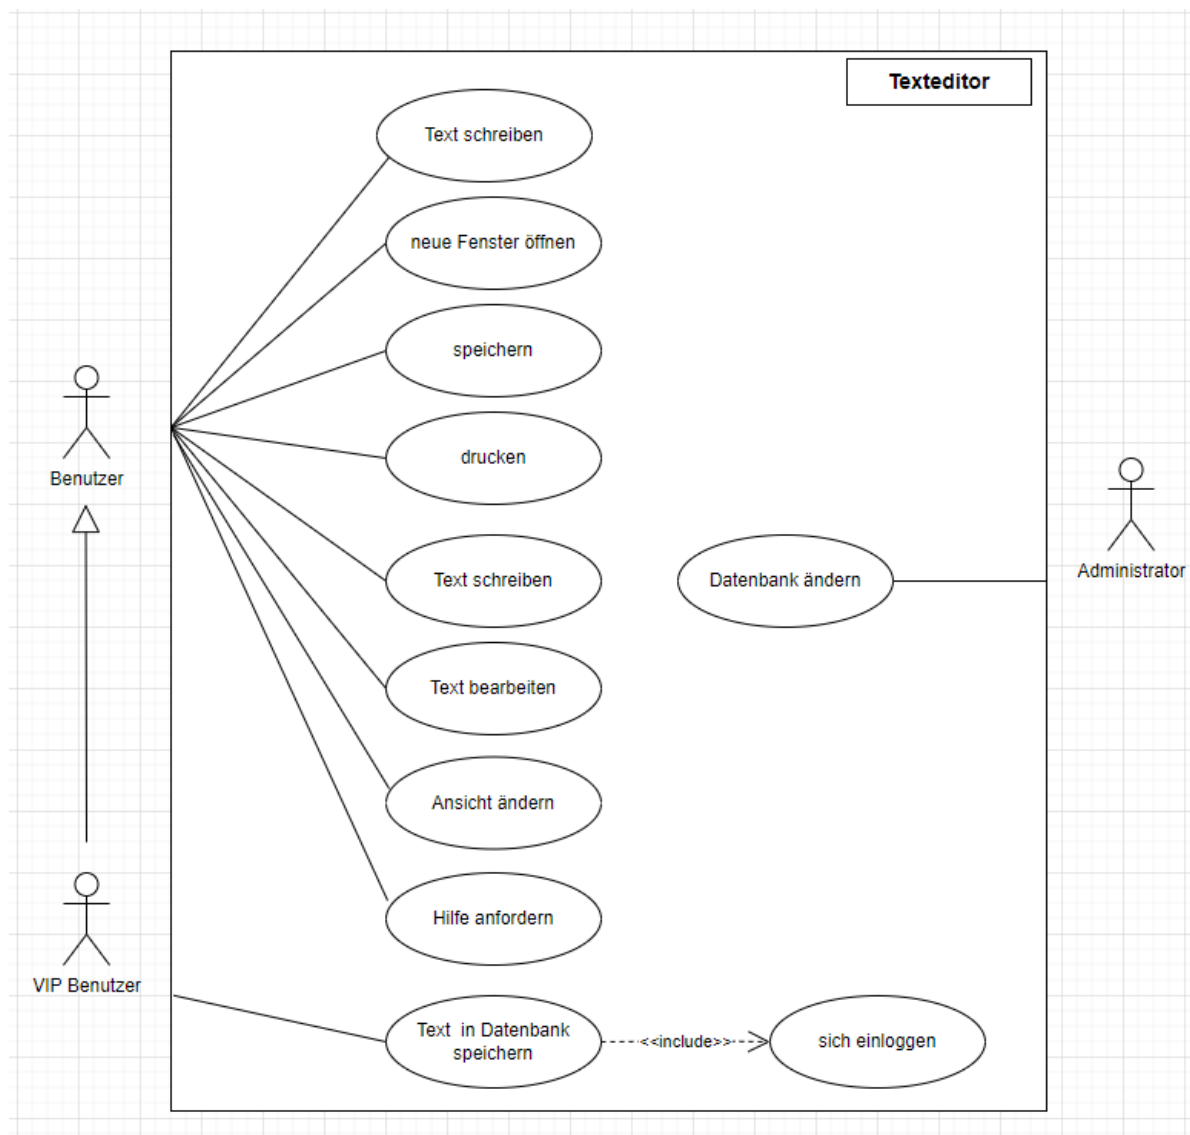 Texteditor
Text schreiben
neue Fenster öffnen
speichern
Benutzer
drucken
Administrator
Text schreiben
Datenbank ändern
Text bearbeiten
Ansicht ändern
Hilfe anfordern
VIP Benutzer
Text in Datenbank
speichern
<<include>>
sich einloggen